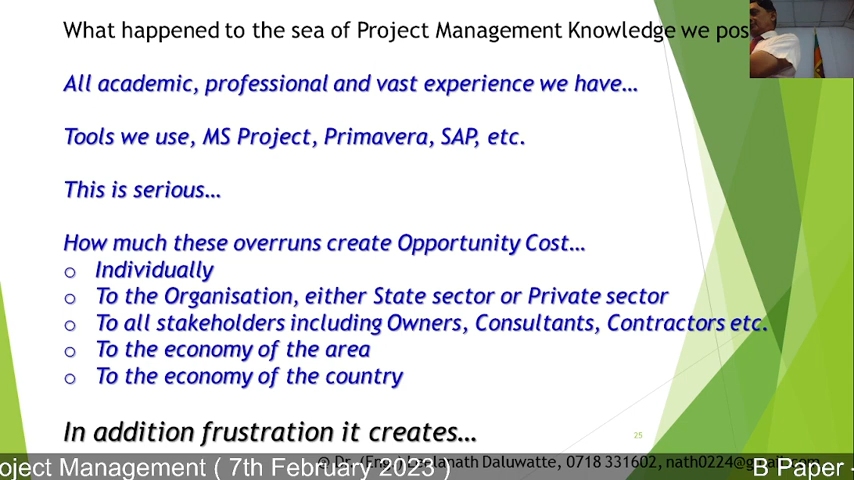 What happened to the sea of Project Management Knowledge we pos
All academic, professional and vast experience we have…
Tools we use, MS Project, Primavera, SAP, etc.
This is serious…
How much these overruns create Opportunity Cost…
o Individually
o To the Organisation, either State sector or Private sector
o To all stakeholders including Owners, Consultants, Contractors etc.
o To the economy of the area
o To the economy of the country
In addition frustration it creates…
25
Daluwatte, 0718 331602,
oject Management ( 7th February 2023 ) B Paper -